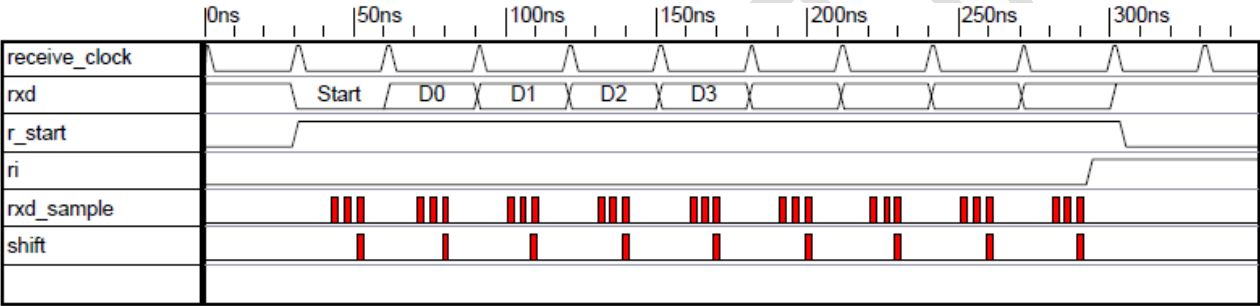 0ns 50ns 100ns 150ns 200ns 250ns 300ns
receive_clock
rxd Start D0 D1 D2 D3
r_start
ri
rxd_sample
shift